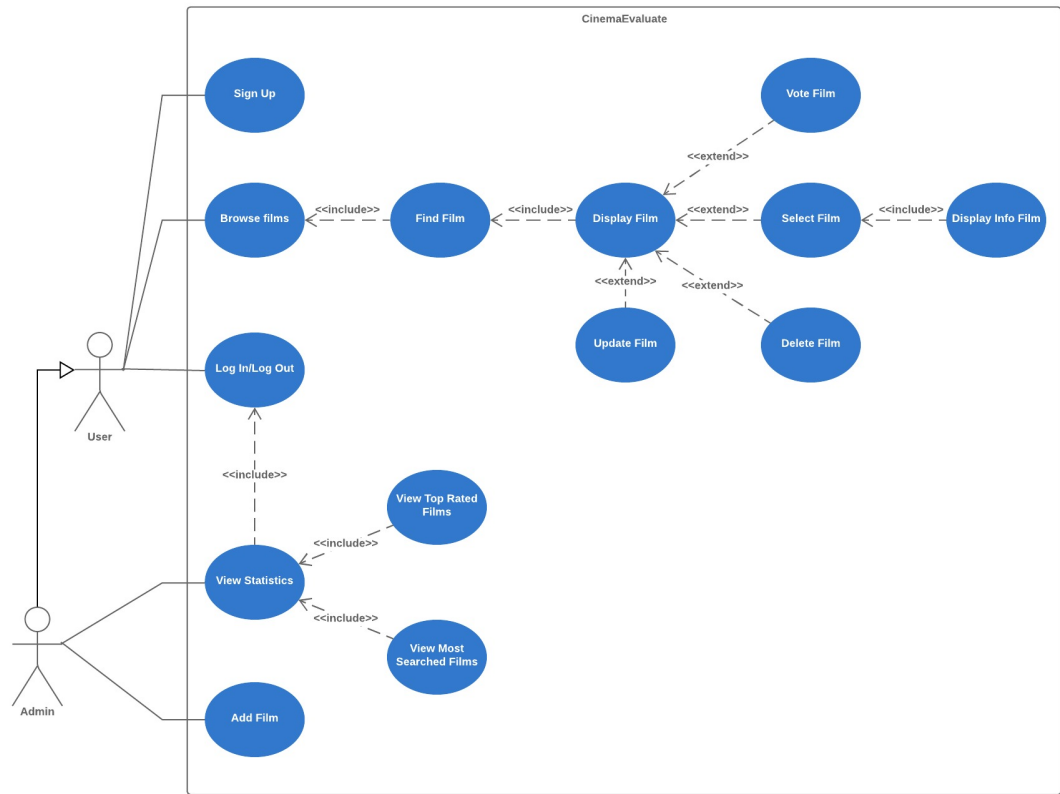 CinemaEvaluate
Sign Up
Vote Film
<<extend>>
Browse films
<<include>>
Find Film
<<include>>
Display Film
<<extend>>
Select Film
<<include>>
Display Info Film
<<extend>>
<<extend>>
Update Film
Delete Film
Log In/Log Out
User
<<include>>
View Top Rated
Films
<<include>>
View Statistics
<<include>>
View Most
Searched Films
Admin
Add Film